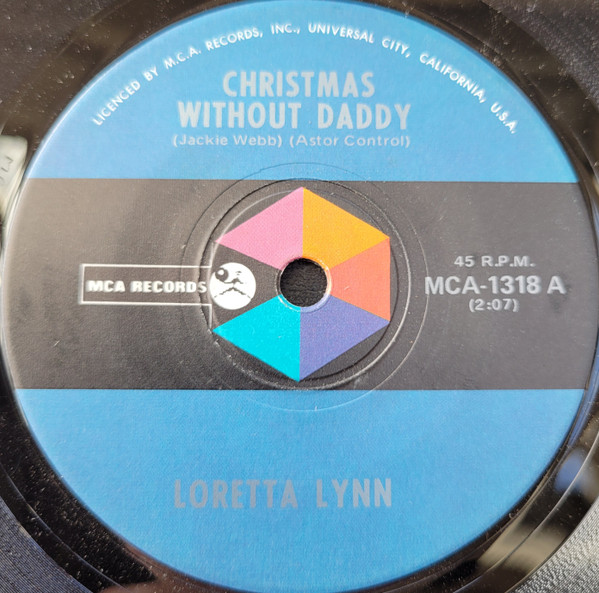 LICENCED BY M.C.A. RECORDS, INC., UNIVERSAL CITY, CALIFORNIA, U.S.A.
CHRISTMAS
WITHOUT DADDY
(Jackie Webb) (Astor Control)
45 R.P.M.
MCA RECORDS
MCA-1318 A
(2:07)
LORETTA LYNN